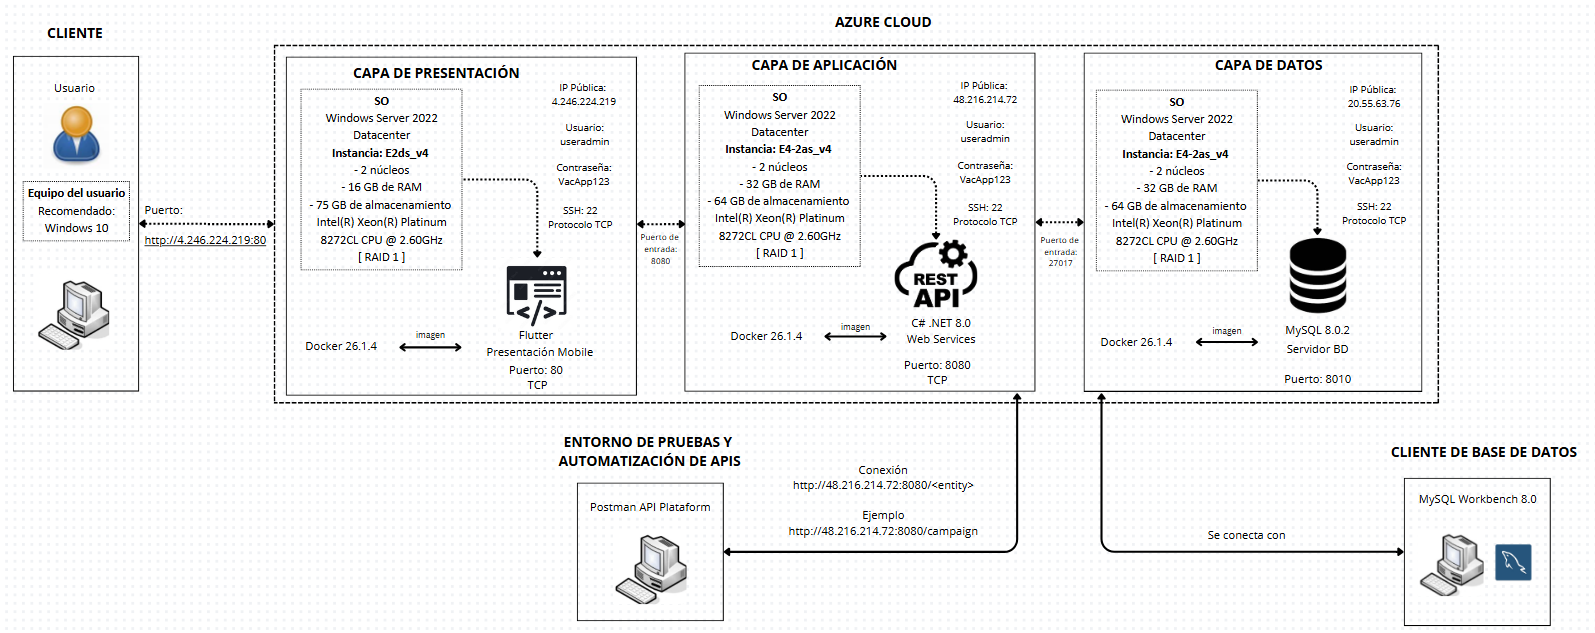 CLIENTE
Usuario
Equipo del usuario
Recomendado:
Windows 10
Puerto:
http://4.246.224.219:80
AZURE CLOUD
CAPA DE PRESENTACIÓN
SO
Windows Server 2022
Datacenter
Instancia: E2ds_v4
- 2 núcleos
- 16 GB de RAM
- 75 GB de almacenamiento
Intel(R) Xeon(R) Platinum
8272CL CPU @ 2.60GHz
[ RAID 1 ]
IP Pública:
4.246.224.219
Usuario:
useradmin
Contraseña:
VacApp123
SSH: 22
Protocolo TCP
Docker 26.1.4
imagen
Flutter
Presentación Mobile
Puerto: 80
TCP
Puerto de
entrada:
8080
CAPA DE APLICACIÓN
SO
Windows Server 2022
Datacenter
Instancia: E4-2as_v4
- 2 núcleos
- 32 GB de RAM
- 64 GB de almacenamiento
Intel(R) Xeon(R) Platinum
8272CL CPU @ 2.60GHz
[ RAID 1 ]
IP Pública:
48.216.214.72
Usuario:
useradmin
Contraseña:
VacApp123
SSH: 22
Protocolo TCP
REST
API
Docker 26.1.4
imagen
C# .NET 8.0
Web Services
Puerto: 8080
TCP
Puerto de
entrada:
27017
CAPA DE DATOS
SO
Windows Server 2022
Datacenter
Instancia: E4-2as_v4
- 2 núcleos
- 32 GB de RAM
- 64 GB de almacenamiento
Intel(R) Xeon(R) Platinum
8272CL CPU @ 2.60GHz
[ RAID 1 ]
IP Pública:
20.55.63.76
Usuario:
useradmin
Contraseña:
VacApp123
SSH: 22
Protocolo TCP
Docker 26.1.4
imagen
MySQL 8.0.2
Servidor BD
Puerto: 8010
ENTORNO DE PRUEBAS Y
AUTOMATIZACIÓN DE APIS
Postman API Plataform
Conexión
http://48.216.214.72:8080/<entity>
Ejemplo
http://48.216.214.72:8080/campaign
Se conecta con
CLIENTE DE BASE DE DATOS
MySQL Workbench 8.0